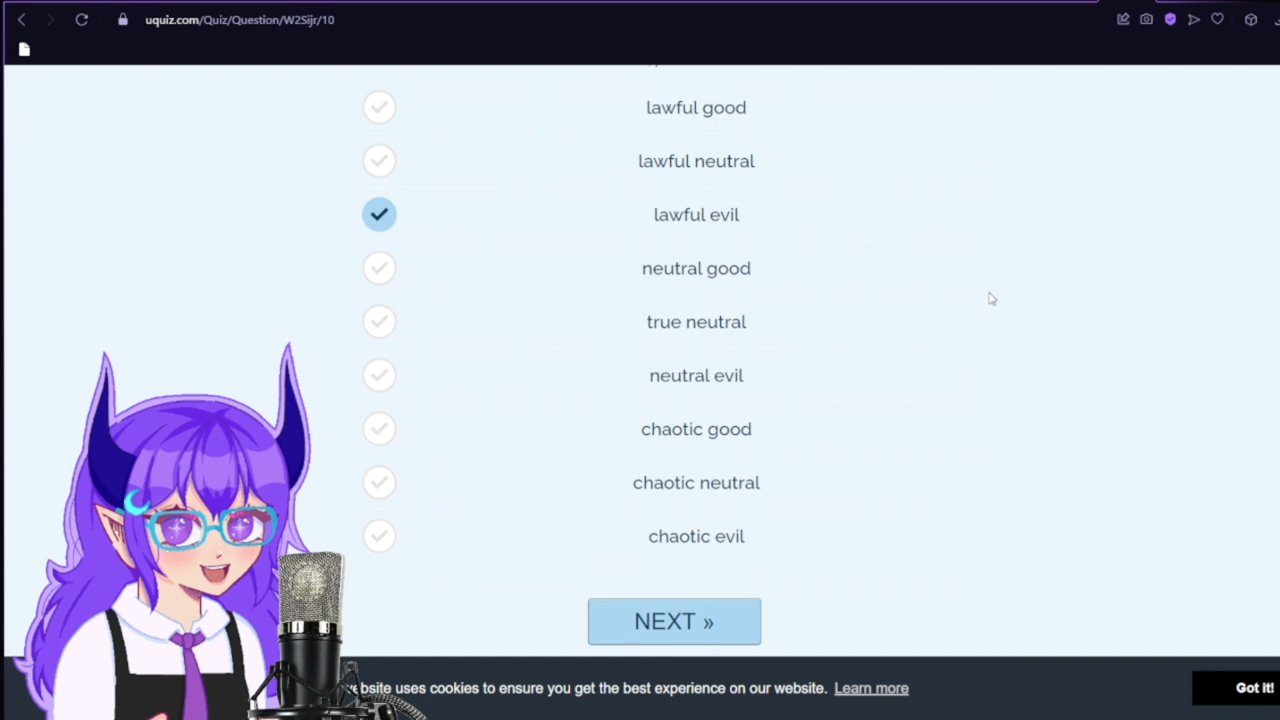 uquiz.com/Quiz/Question/W2Sijr/10
lawful good
lawful neutral
lawful evil
neutral good
true neutral
neutral evil
chaotic good
chaotic neutral
chaotic evil
NEXT »
website uses cookies to ensure you get the best experience on our website. Learn more
Got it!